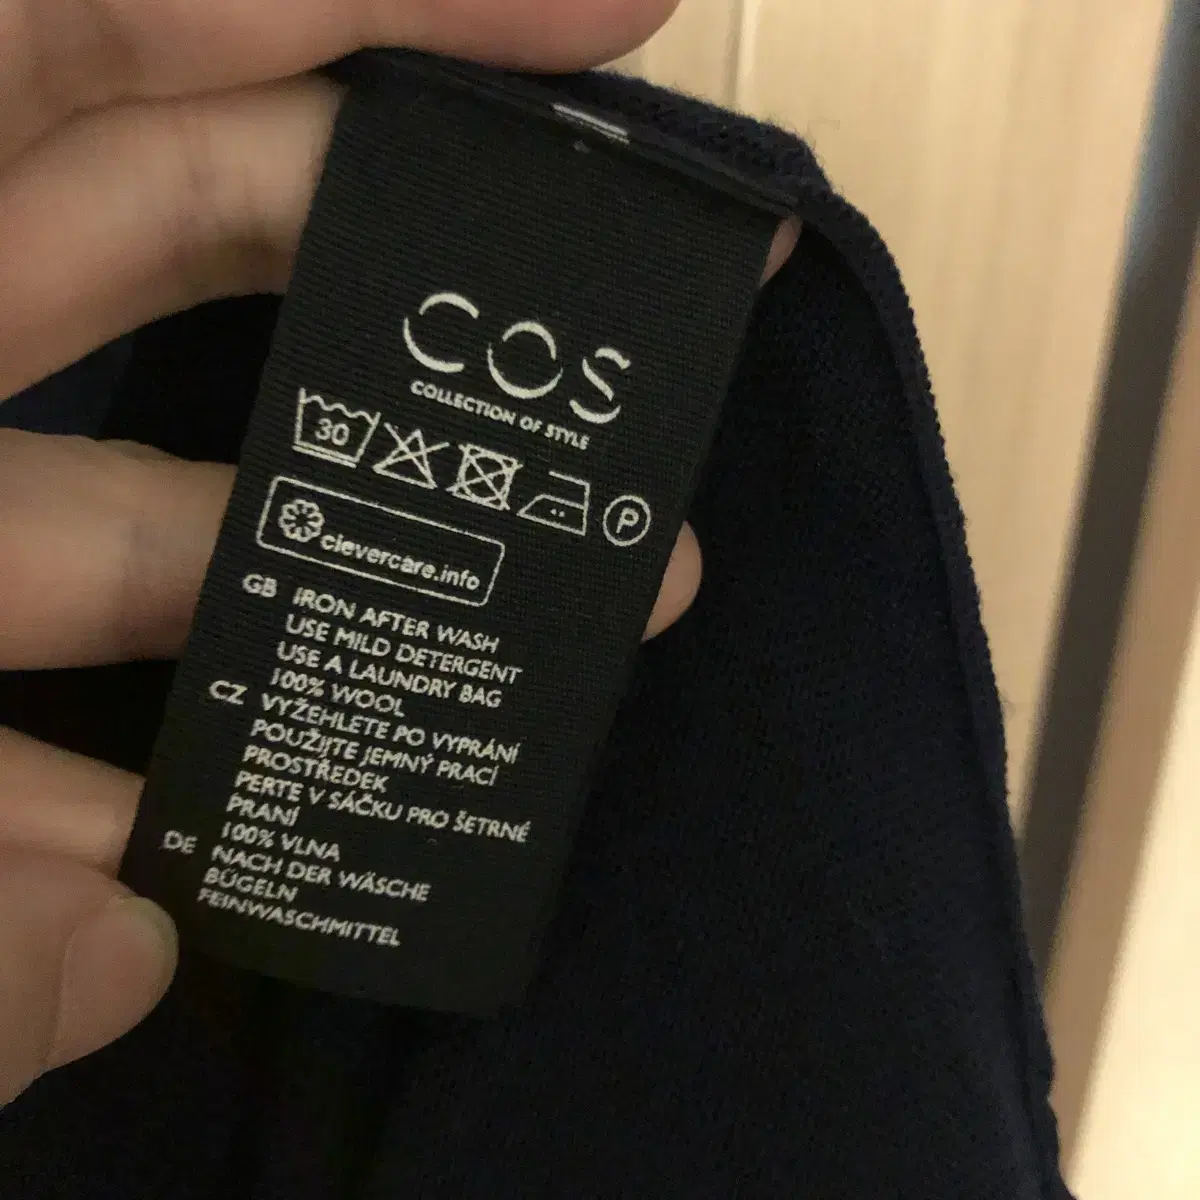 COS
COLLECTION OF STYLE
30
P
clevercare.info
GB IRON AFTER WASH
USE MILD DETERGENT
USE A LAUNDRY BAG
100% WOOL
CZ VYŽEHLETE PO VYPRÁNÍ
POUŽIJTE JEMNÝ PRACÍ
PROSTŘEDEK
PERTE V SÁČKU PRO ŠETRNÉ
PRANÍ
100% VLNA
DE NACH DER WÄSCHE
BÜGELN
FEINWASCHMITTEL